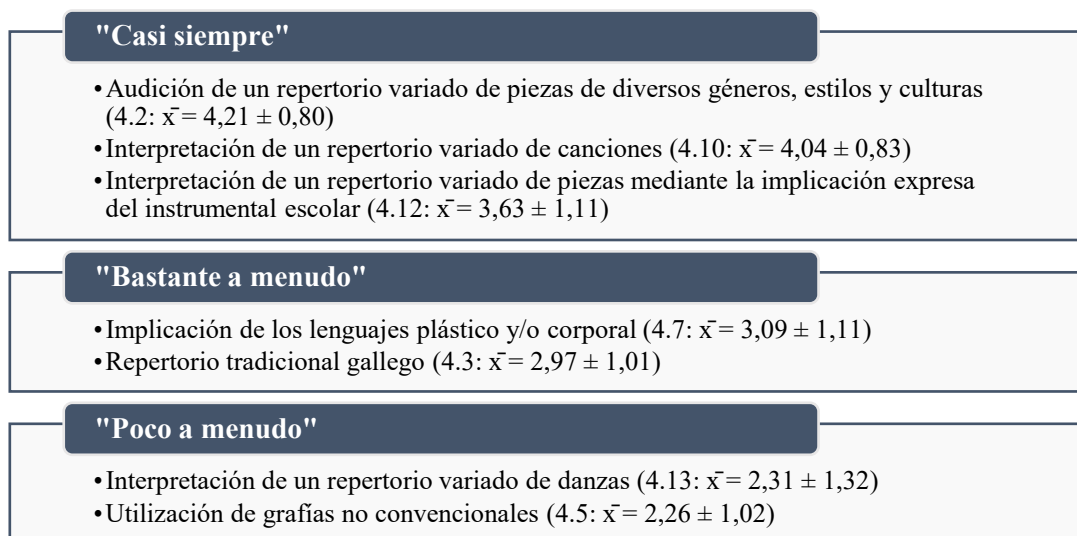 "Casi siempre"
•Audición de un repertorio variado de piezas de diversos géneros, estilos y culturas
(4.2: x̄ = 4,21 ± 0,80)
•Interpretación de un repertorio variado de canciones (4.10: x̄ = 4,04 ± 0,83)
•Interpretación de un repertorio variado de piezas mediante la implicación expresa
del instrumental escolar (4.12: x̄ = 3,63 ± 1,11)
"Bastante a menudo"
•Implicación de los lenguajes plástico y/o corporal (4.7: x̄ = 3,09 ± 1,11)
•Repertorio tradicional gallego (4.3: x̄ = 2,97 ± 1,01)
"Poco a menudo"
•Interpretación de un repertorio variado de danzas (4.13: x̄ = 2,31 ± 1,32)
•Utilización de grafías no convencionales (4.5: x̄ = 2,26 ± 1,02)